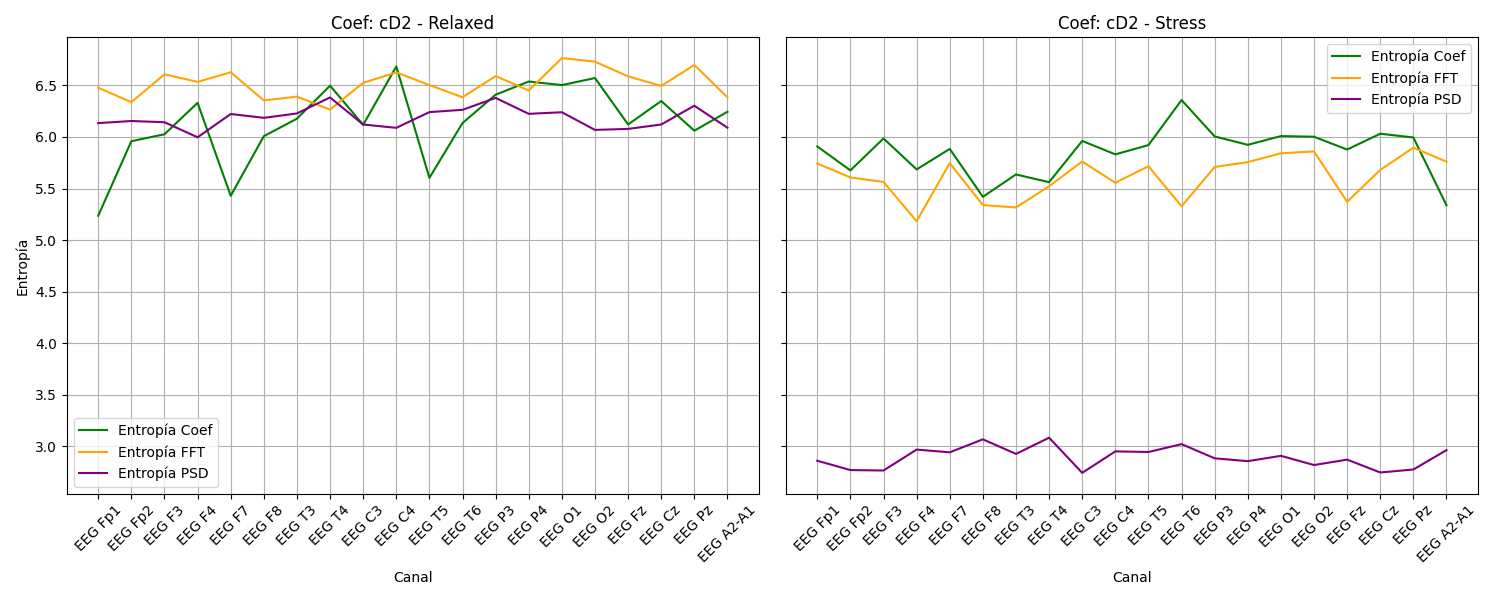 Coef: cD2 - Relaxed
Entropía
6.5
6.0
5.5
5.0
4.5
4.0
3.5
3.0
Entropía Coef
Entropía FFT
Entropía PSD
EEG Fp1
EEG Fp2
EEG F3
EEG F4
EEG F7
EEG F8
EEG T3
EEG T4
EEG C3
EEG C4
EEG T5
EEG T6
EEG P3
EEG P4
EEG O1
EEG O2
EEG Fz
EEG Cz
EEG Pz
EEG A2-A1
Canal
Coef: cD2 - Stress
Entropía Coef
Entropía FFT
Entropía PSD
EEG Fp1
EEG Fp2
EEG F3
EEG F4
EEG F7
EEG F8
EEG T3
EEG T4
EEG C3
EEG C4
EEG T5
EEG T6
EEG P3
EEG P4
EEG O1
EEG O2
EEG Fz
EEG Cz
EEG Pz
EEG A2-A1
Canal